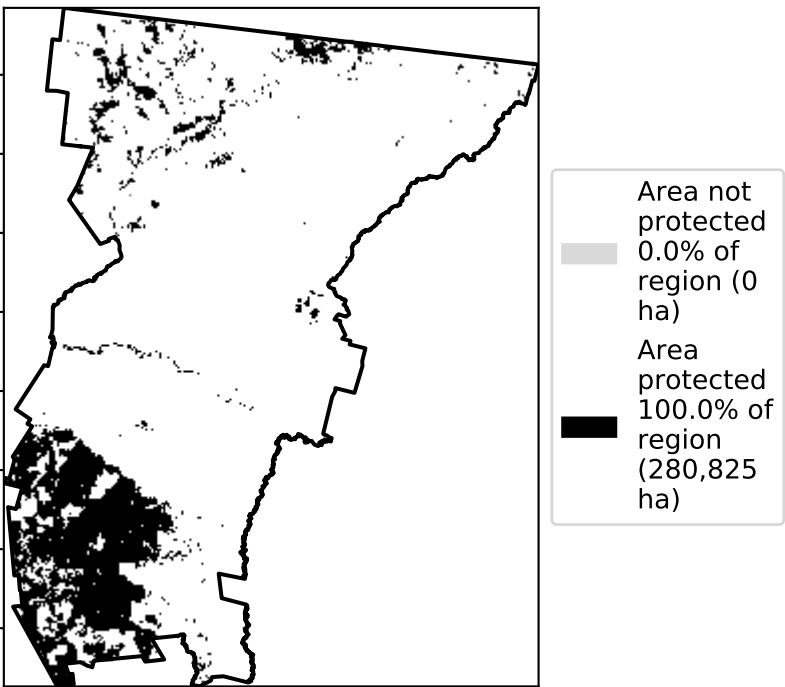 Area not
protected
0.0% of
region (0
ha)
Area
protected
100.0% of
region
(280,825
ha)